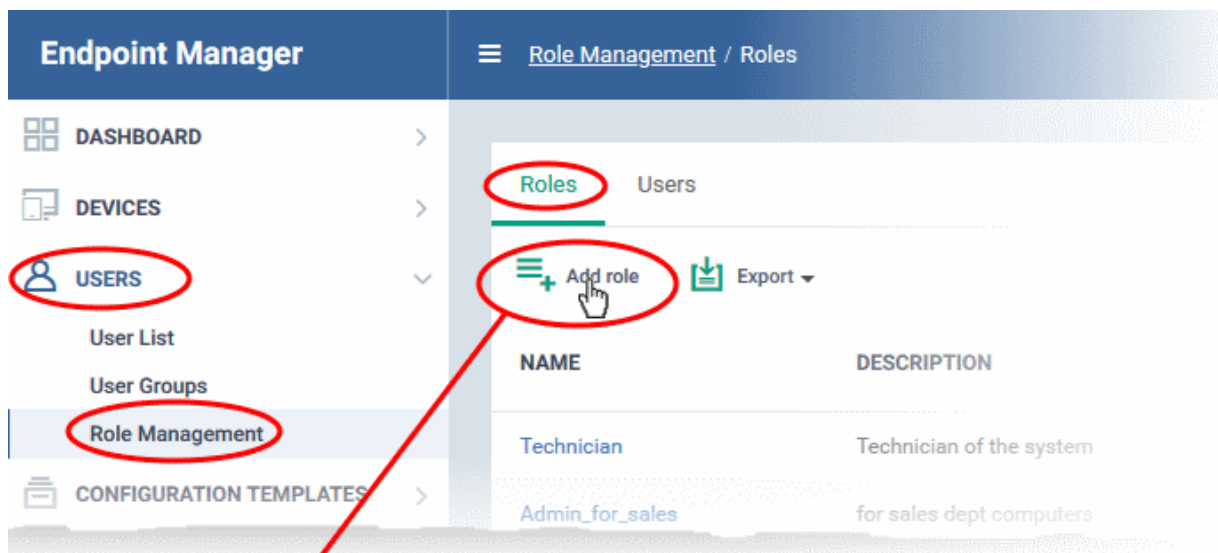 Endpoint Manager
Role Management / Roles
DASHBOARD
DEVICES
USERS
User List
User Groups
Role Management
CONFIGURATION TEMPLATES
Roles Users
Add role Export
NAME DESCRIPTION
Technician Technician of the system
Admin_for_sales for sales dept computers